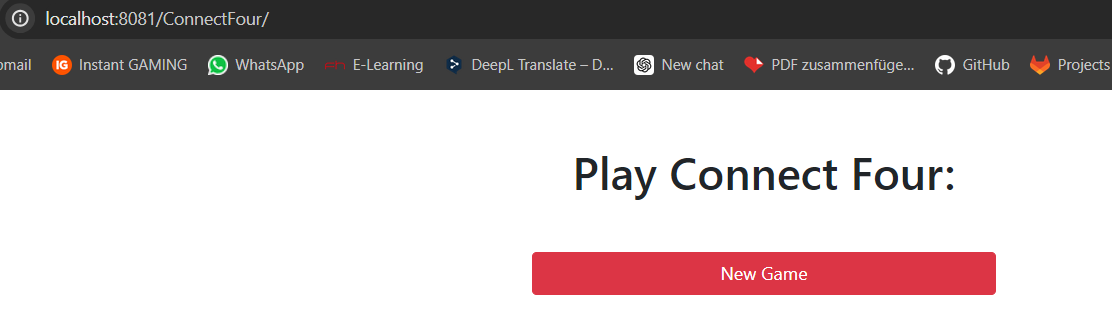 localhost:8081/ConnectFour/
IG Instant GAMING WhatsApp E-Learning DeepL Translate – D... New chat PDF zusammenfüge... GitHub Projects
Play Connect Four:
New Game